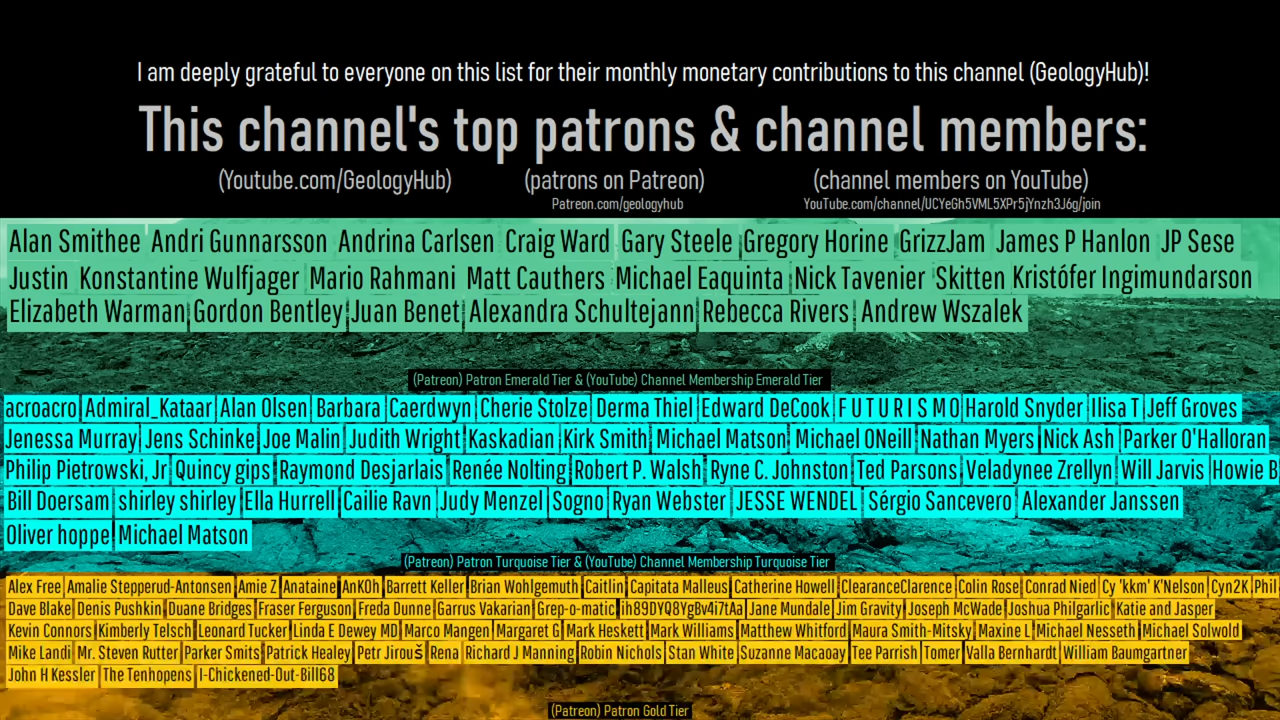 I am deeply grateful to everyone on this list for their monthly monetary contributions to this channel (GeologyHub)!
This channel's top patrons & channel members:
(Youtube.com/GeologyHub) (patrons on Patreon) (channel members on YouTube)
Patreon.com/geologyhub YouTube.com/channel/UCYeGh5VML5XPr5jYnzh3J6g/join
Alan Smithee Andri Gunnarsson Andrina Carlsen Craig Ward Gary Steele Gregory Horine GrizzJam James P Hanlon JP Sese
Justin Konstantine Wulfjager Mario Rahmani Matt Cauthers Michael Eaquinta Nick Tavenier Skitten Kristófer Ingimundarson
Elizabeth Warman Gordon Bentley Juan Benet Alexandra Schultejann Rebecca Rivers Andrew Wszalek
(Patreon) Patron Emerald Tier & (YouTube) Channel Membership Emerald Tier
acroacro Admiral_Kataar Alan Olsen Barbara Caerdwyn Cherie Stolze Derma Thiel Edward DeCook F U T U R I S M O Harold Snyder Ilisa T Jeff Groves
Jenessa Murray Jens Schinke Joe Malin Judith Wright Kaskadian Kirk Smith Michael Matson Michael ONeill Nathan Myers Nick Ash Parker O'Halloran
Philip Pietrowski, Jr Quincy gips Raymond Desjarlais Renée Nolting Robert P. Walsh Ryne C. Johnston Ted Parsons Veladynee Zrellyn Will Jarvis Howie B
Bill Doersam shirley shirley Ella Hurrell Cailie Ravn Judy Menzel Sogno Ryan Webster JESSE WENDEL Sérgio Sancevero Alexander Janssen
Oliver hoppe Michael Matson
(Patreon) Patron Turquoise Tier & (YouTube) Channel Membership Turquoise Tier
Alex Free Amalie Stepperud-Antonsen Amie Z Anataine AnKOh Barrett Keller Brian Wohlgemuth Caitlin Capitata Malleus Catherine Howell ClearanceClarence Colin Rose Conrad Nied Cy 'kkm' K'Nelson Cyn2K Phil
Dave Blake Denis Pushkin Duane Bridges Fraser Ferguson Freda Dunne Garrus Vakarian Grep-o-matic ih89DYQ8YgBv4i7tAa Jane Mundale Jim Gravity Joseph McWade Joshua Philgarlic Katie and Jasper
Kevin Connors Kimberly Telsch Leonard Tucker Linda E Dewey MD Marco Mangen Margaret G Mark Heskett Mark Williams Matthew Whitford Maura Smith-Mitsky Maxine L Michael Nesseth Michael Solwold
Mike Landi Mr. Steven Rutter Parker Smits Patrick Healey Petr Jirouš Rena Richard J Manning Robin Nichols Stan White Suzanne Macaoay Tee Parrish Tomer Valla Bernhardt William Baumgartner
John H Kessler The Tenhopens I-Chickened-Out-Bill68
(Patreon) Patron Gold Tier